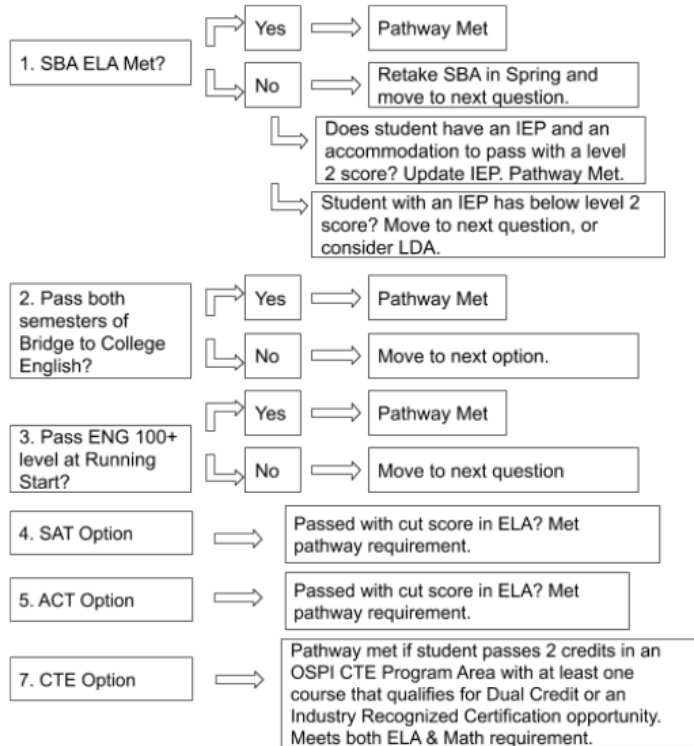 Yes
Pathway Met
1. SBA ELA Met?
No
Retake SBA in Spring and
move to next question.
Does student have an IEP and an
accommodation to pass with a level
2 score? Update IEP. Pathway Met.
Student with an IEP has below level 2
score? Move to next question, or
consider LDA.
2. Pass both
semesters of
Bridge to College
English?
Yes
Pathway Met
No
Move to next option.
3. Pass ENG 100+
level at Running
Start?
Yes
Pathway Met
No
Move to next question
4. SAT Option
Passed with cut score in ELA? Met
pathway requirement.
5. ACT Option
Passed with cut score in ELA? Met
pathway requirement.
7. CTE Option
Pathway met if student passes 2 credits in an
OSPI CTE Program Area with at least one
course that qualifies for Dual Credit or an
Industry Recognized Certification opportunity.
Meets both ELA & Math requirement.